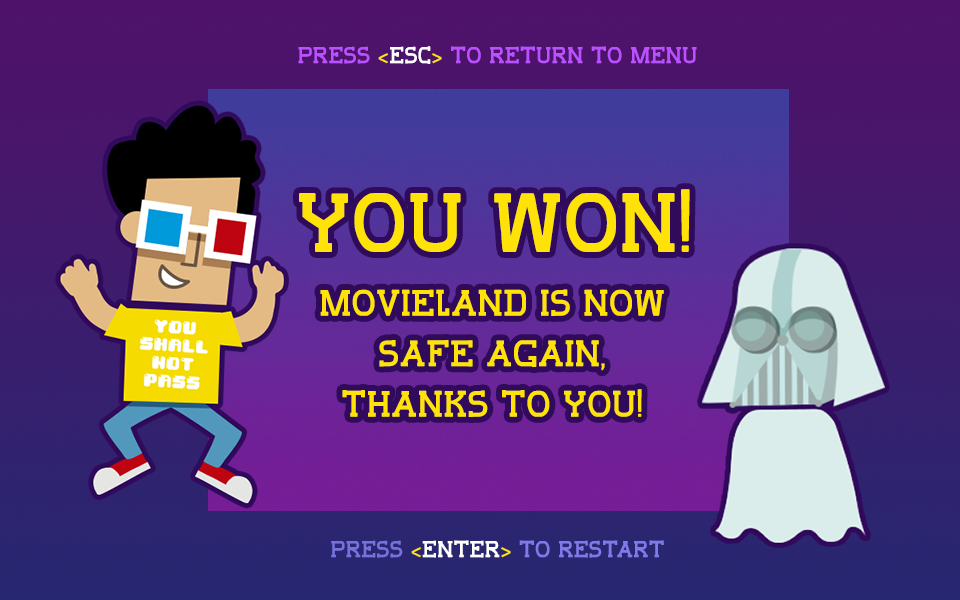 PRESS <ESC> TO RETURN TO MENU
YOU WON!
MOVIELAND IS NOW
SAFE AGAIN,
THANKS TO YOU!
YOU
SHALL
NOT
PASS
PRESS <ENTER> TO RESTART